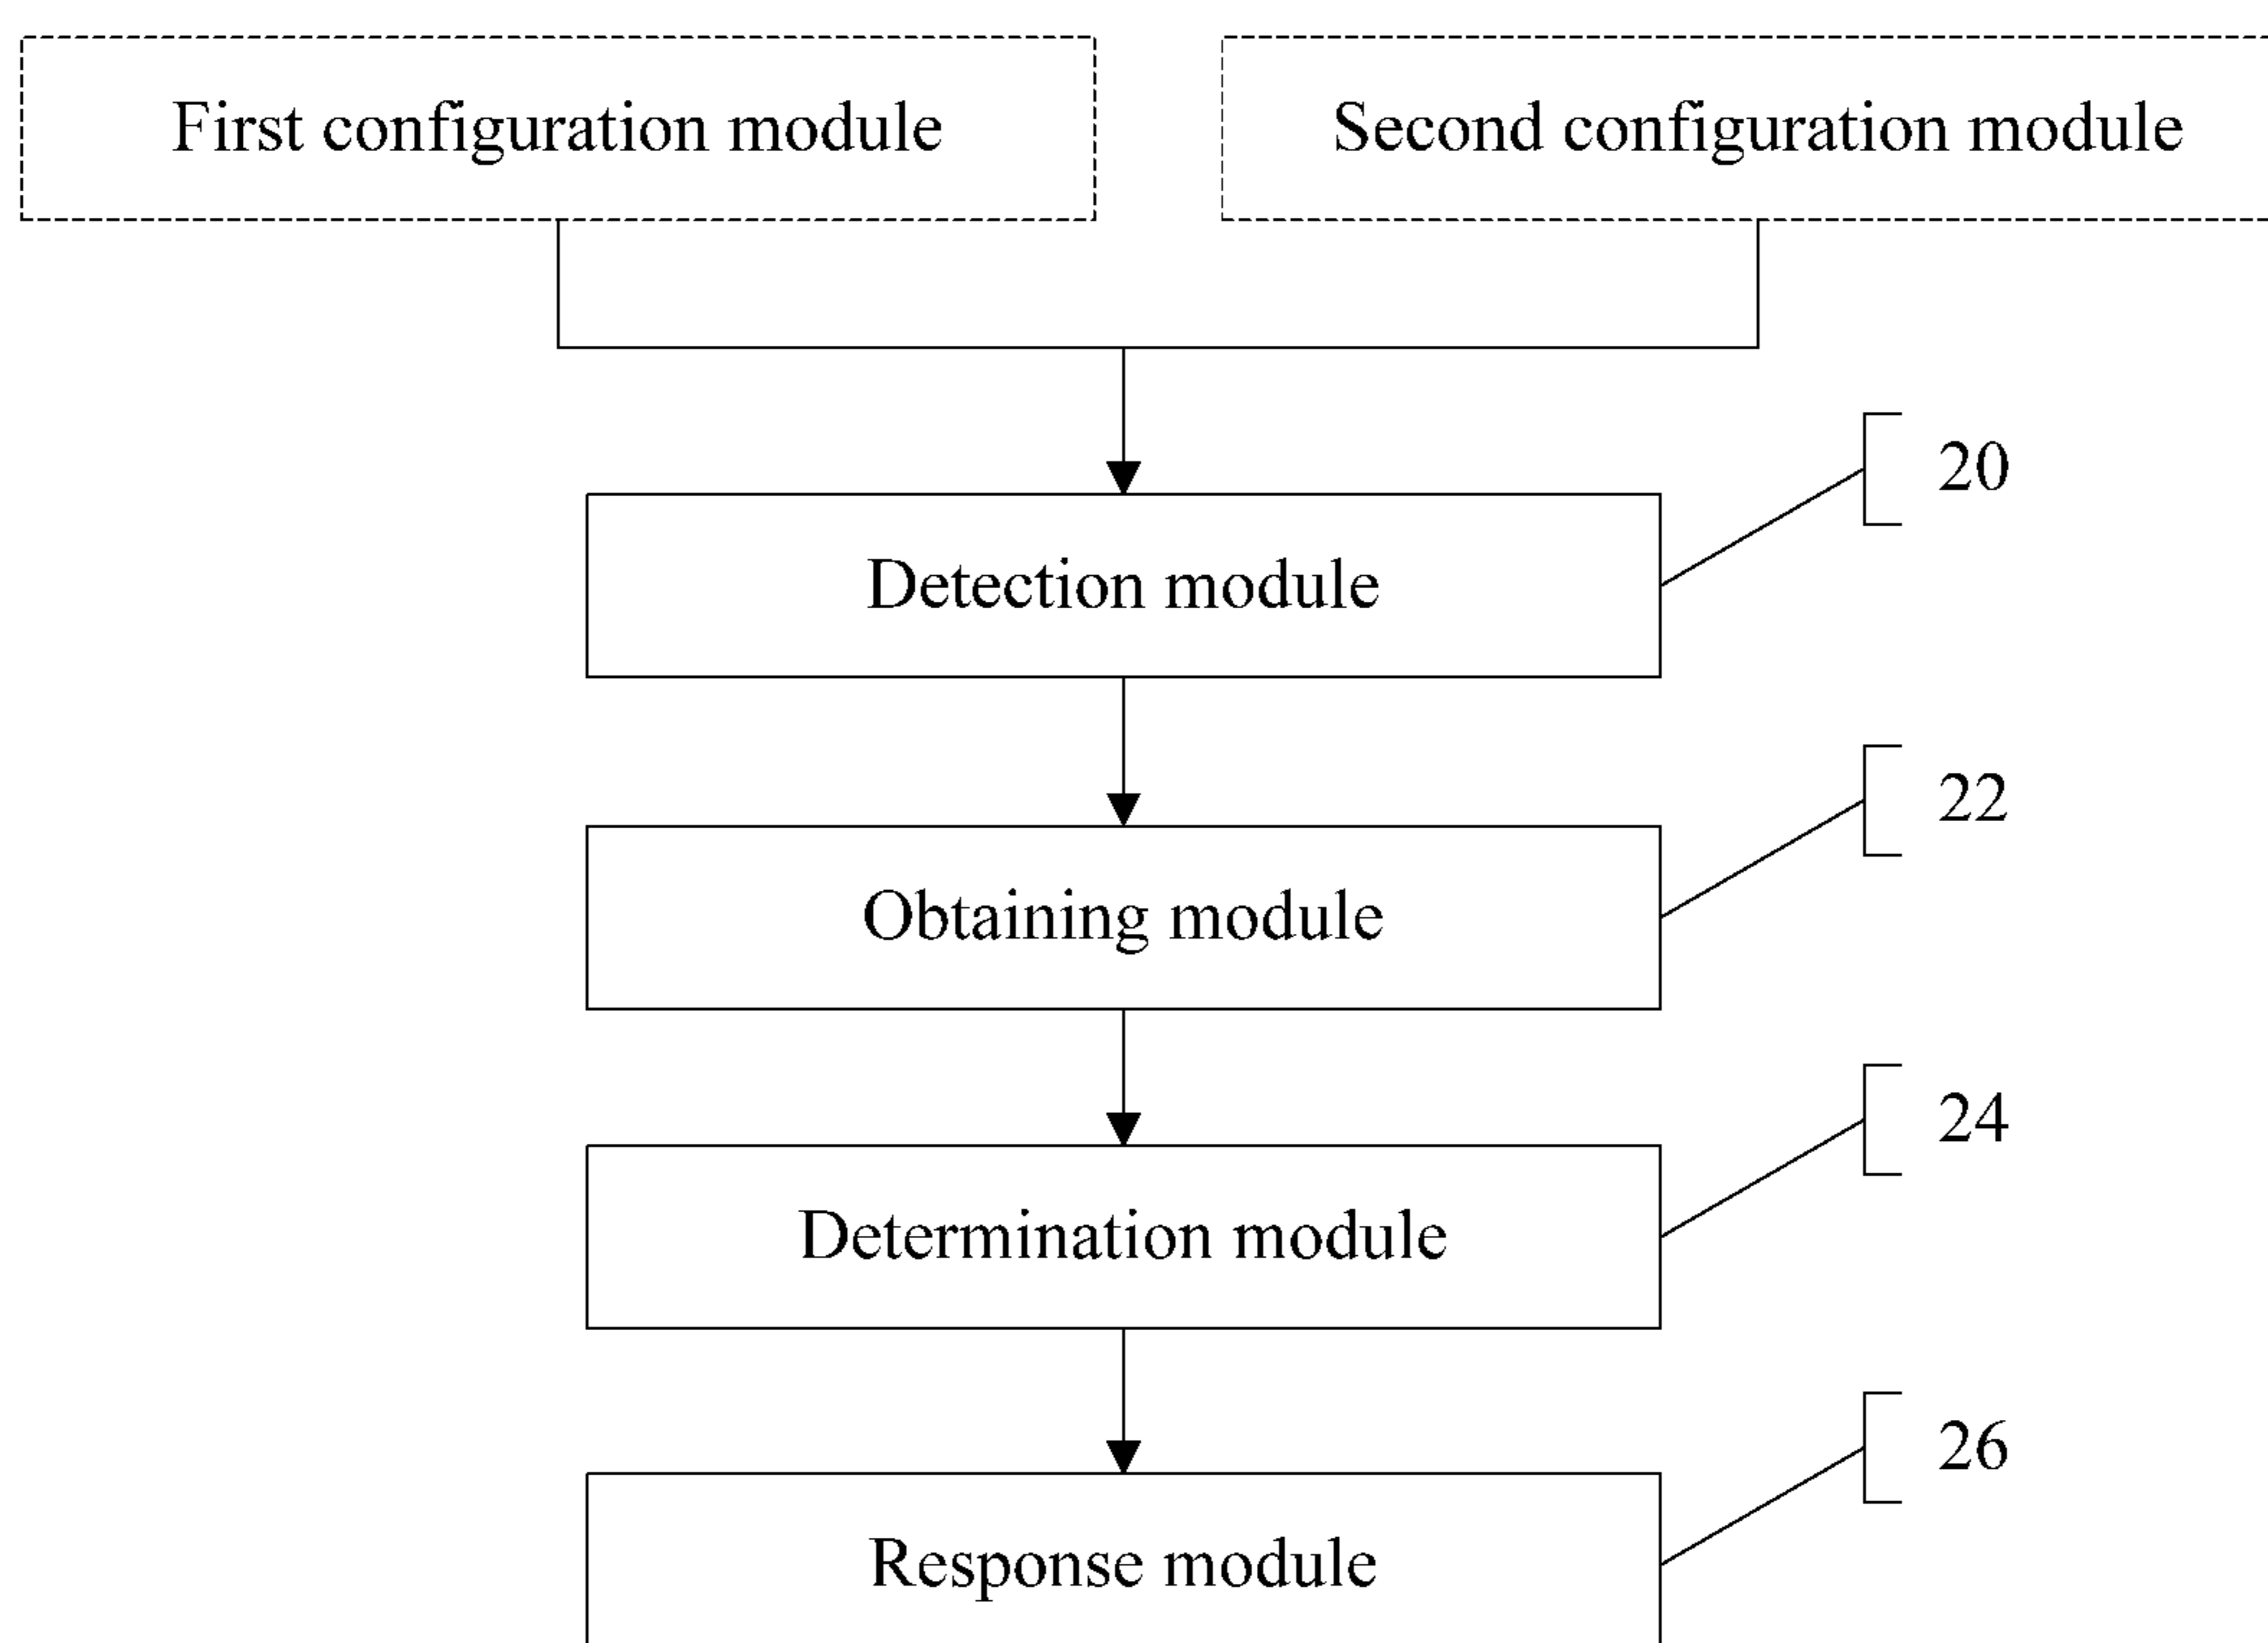 First configuration module
Second configuration module
20
Detection module
22
Obtaining module
24
Determination module
26
Response module